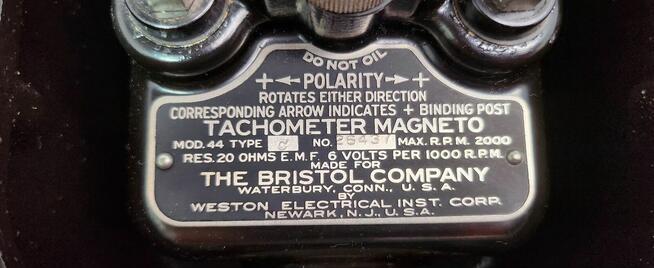 DO NOT OIL
+ ← POLARITY → +
ROTATES EITHER DIRECTION
CORRESPONDING ARROW INDICATES + BINDING POST
TACHOMETER MAGNETO
MOD. 44 TYPE C NO. 26437 MAX. R.P.M. 2000
RES. 20 OHMS E.M.F. 6 VOLTS PER 1000 R.P.M.
MADE FOR
THE BRISTOL COMPANY
WATERBURY, CONN., U.S.A.
BY
WESTON ELECTRICAL INST. CORP.
NEWARK, N.J., U.S.A.